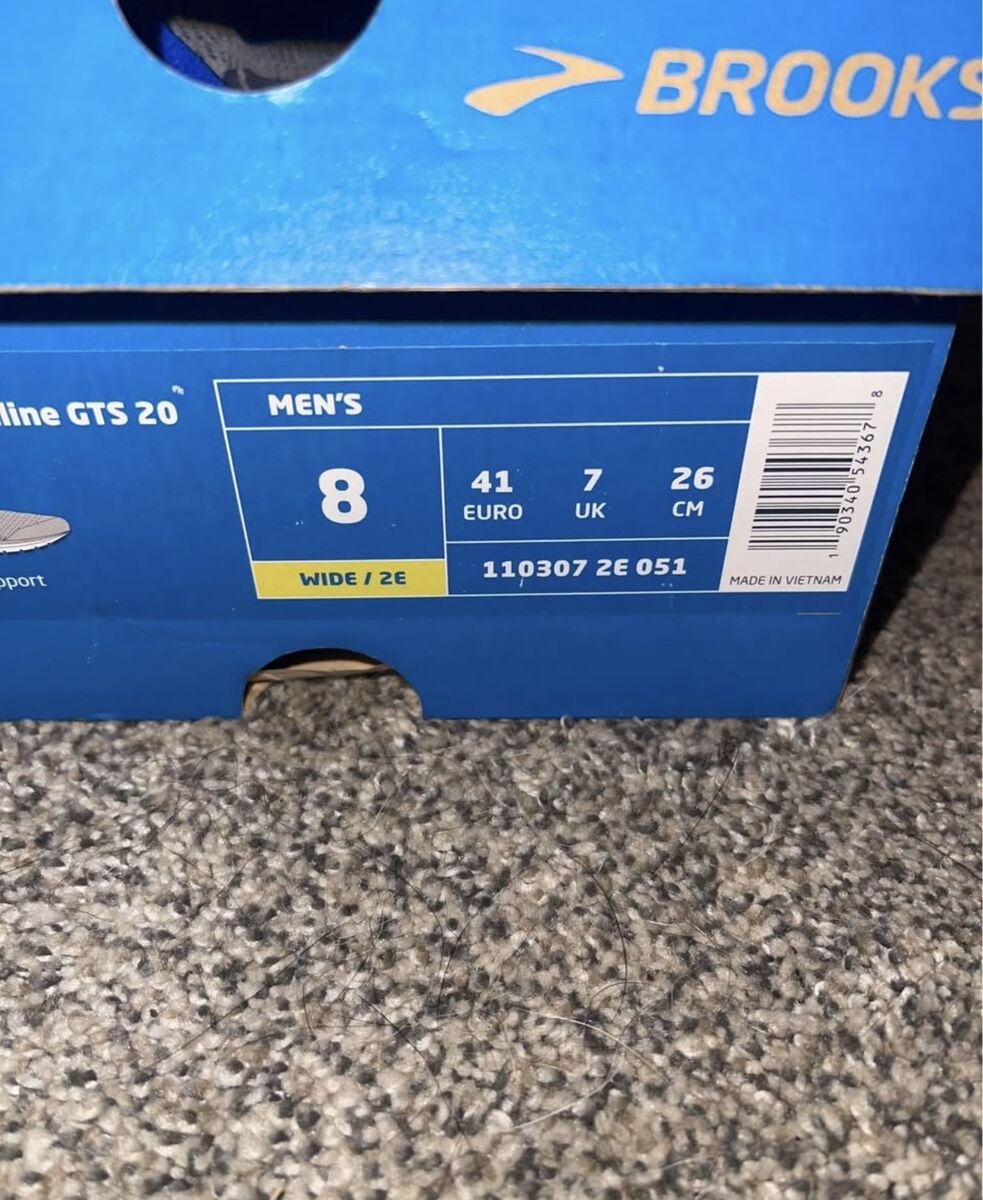 BROOKS
line GTS 20
MEN'S
8
41 7 26
EURO UK CM
WIDE / 2E
110307 2E 051
1 90340 54367 8
MADE IN VIETNAM
pport